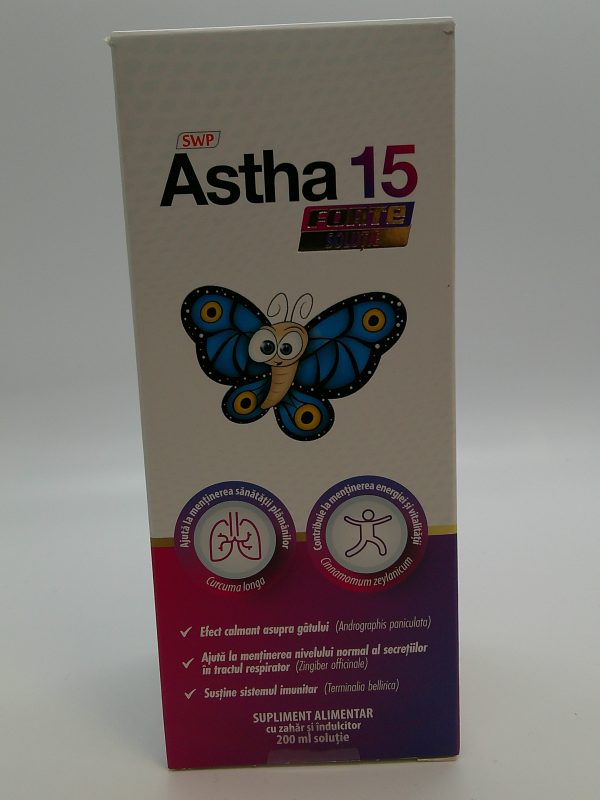 SWP
Astha 15
FORTE
SOLUȚIE
Ajută la menținerea sănătății plămânilor
Curcuma longa
Contribuie la menținerea energiei și vitalității
Cinnamomum zeylanicum
Efect calmant asupra gâtului (Andrographis paniculata)
Ajută la menținerea nivelului normal al secrețiilor
în tractul respirator (Zingiber officinale)
Susține sistemul imunitar (Terminalia bellirica)
SUPLIMENT ALIMENTAR
cu zahăr și îndulcitor
200 ml soluție